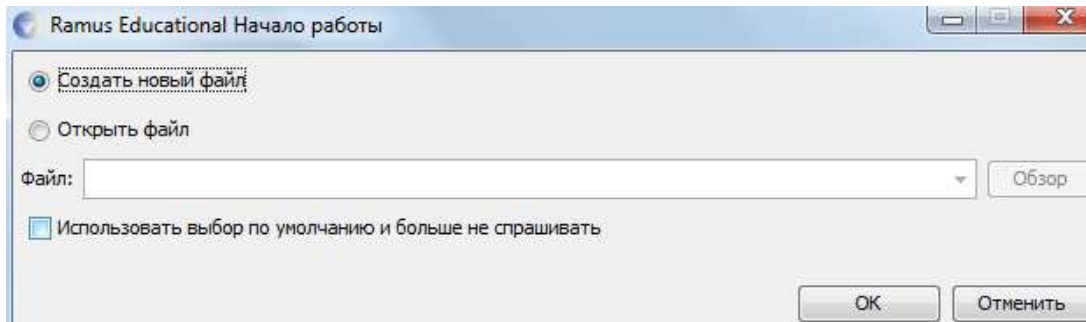 Ramus Educational Начало работы
Создать новый файл
Открыть файл
Файл:
Обзор
Использовать выбор по умолчанию и больше не спрашивать
ОК
Отменить